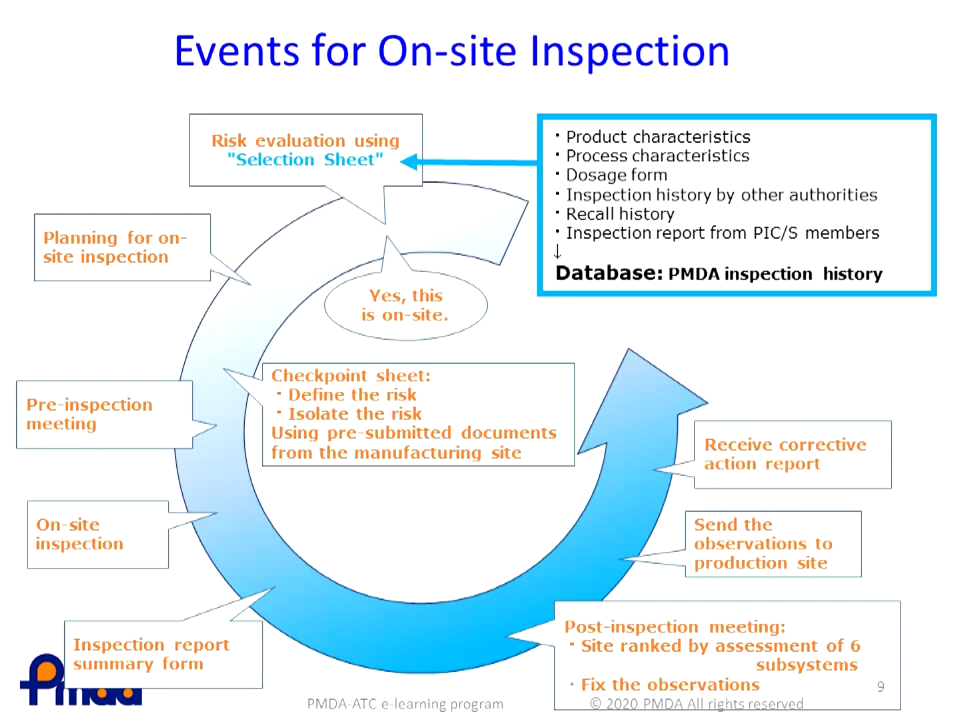 Events for On-site Inspection
Risk evaluation using
"Selection Sheet"
· Product characteristics
· Process characteristics
· Dosage form
· Inspection history by other authorities
· Recall history
· Inspection report from PIC/S members
↓
Database: PMDA inspection history
Planning for on-
site inspection
Yes, this
is on-site.
Checkpoint sheet:
· Define the risk
· Isolate the risk
Using pre-submitted documents
from the manufacturing site
Pre-inspection
meeting
On-site
inspection
Inspection report
summary form
Post-inspection meeting:
· Site ranked by assessment of 6
subsystems
· Fix the observations
Send the
observations to
production site
Receive corrective
action report
Pmda
PMDA-ATC e-learning program
© 2020 PMDA All rights reserved
9